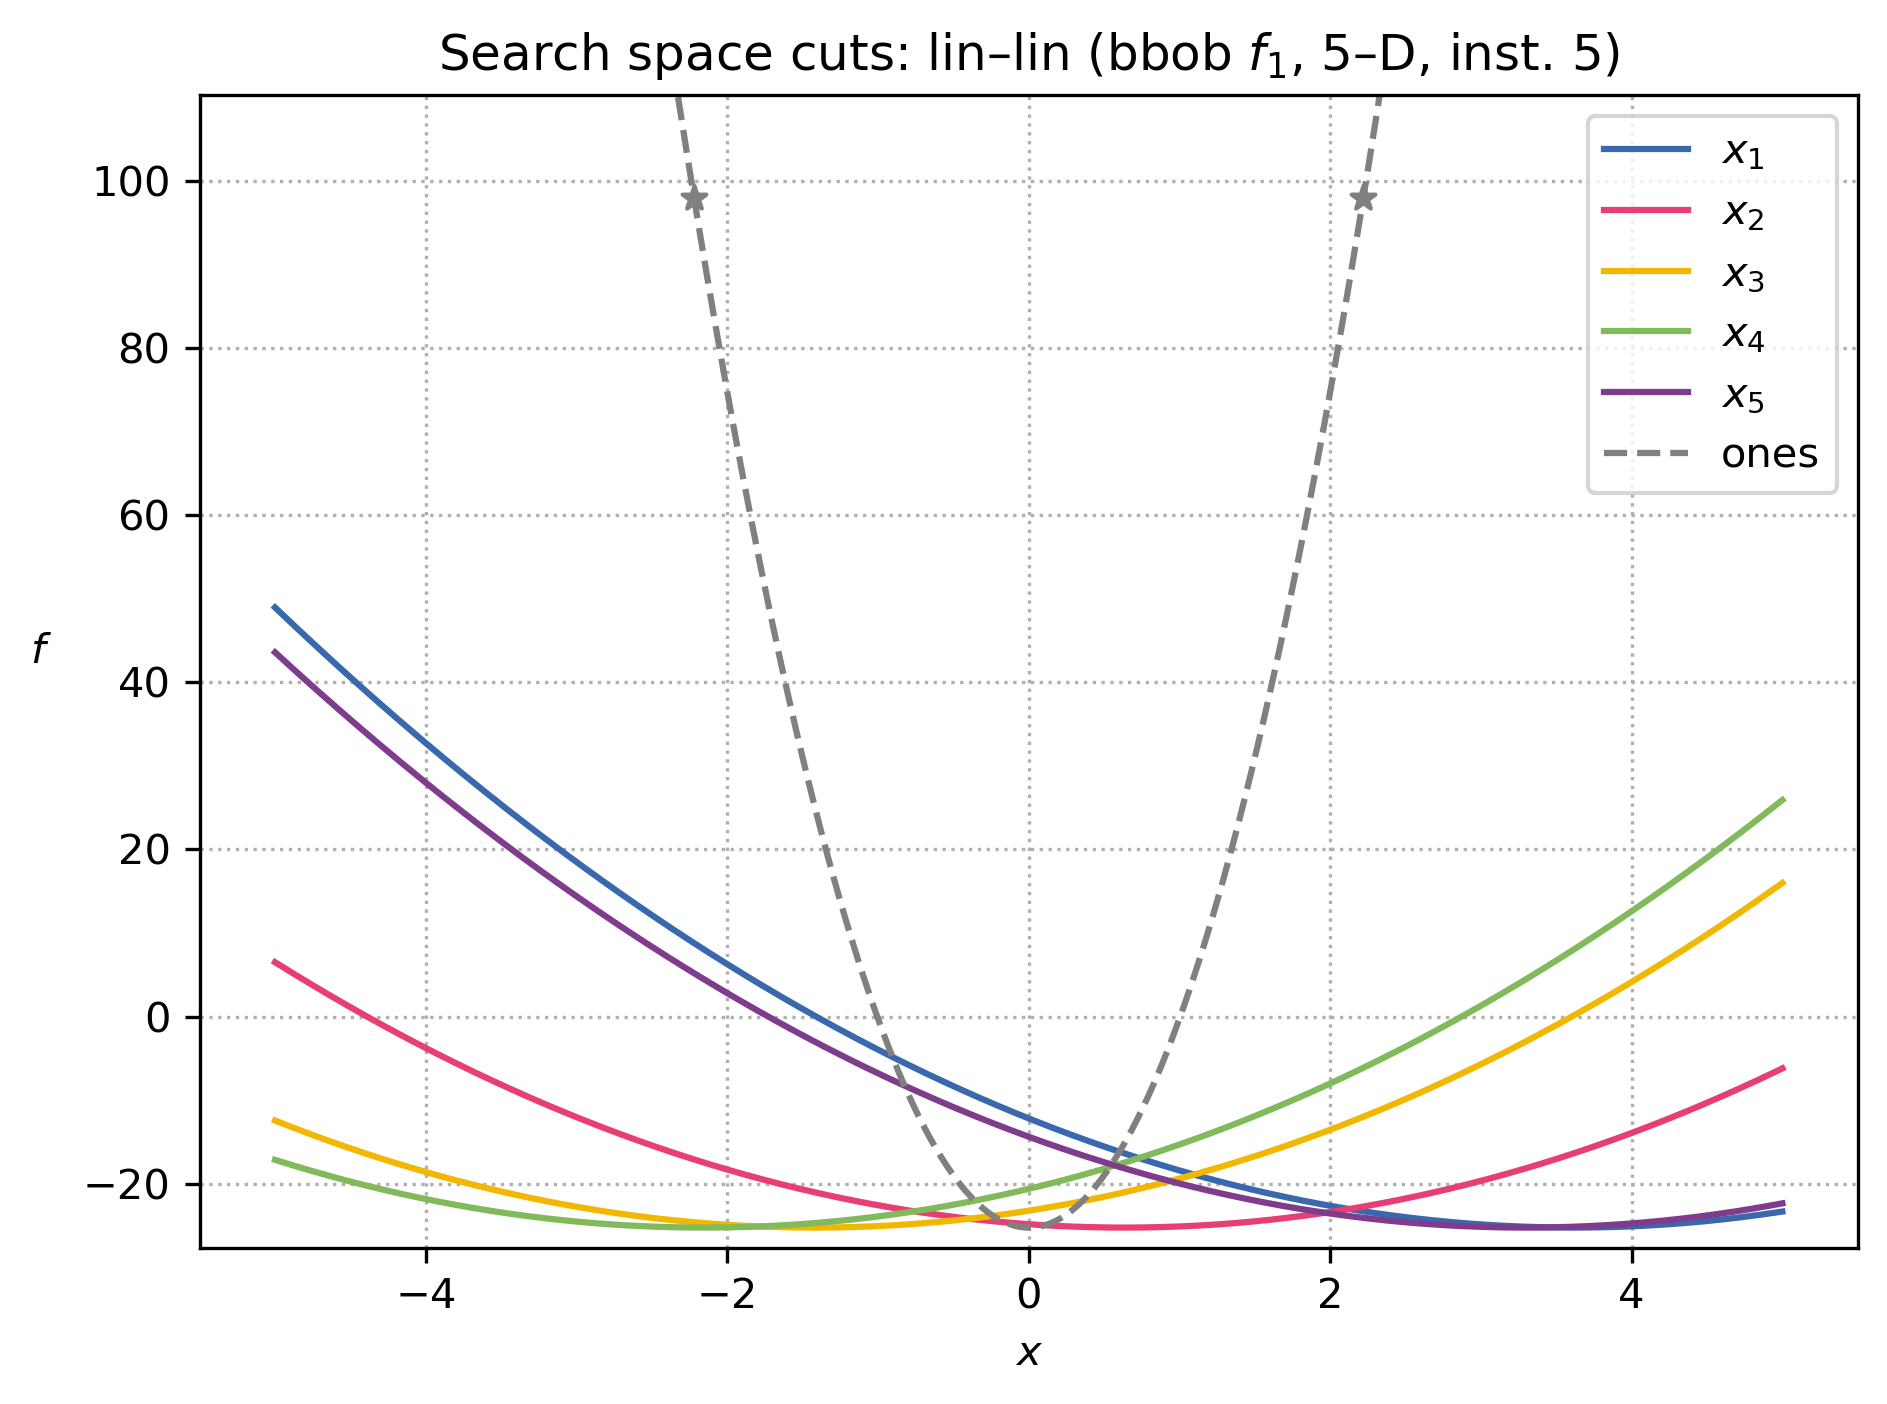 Search space cuts: lin–lin (bbob f₁, 5–D, inst. 5)
100
80
60
40
20
0
−20
f
−4
−2
0
2
4
x
x₁
x₂
x₃
x₄
x₅
ones